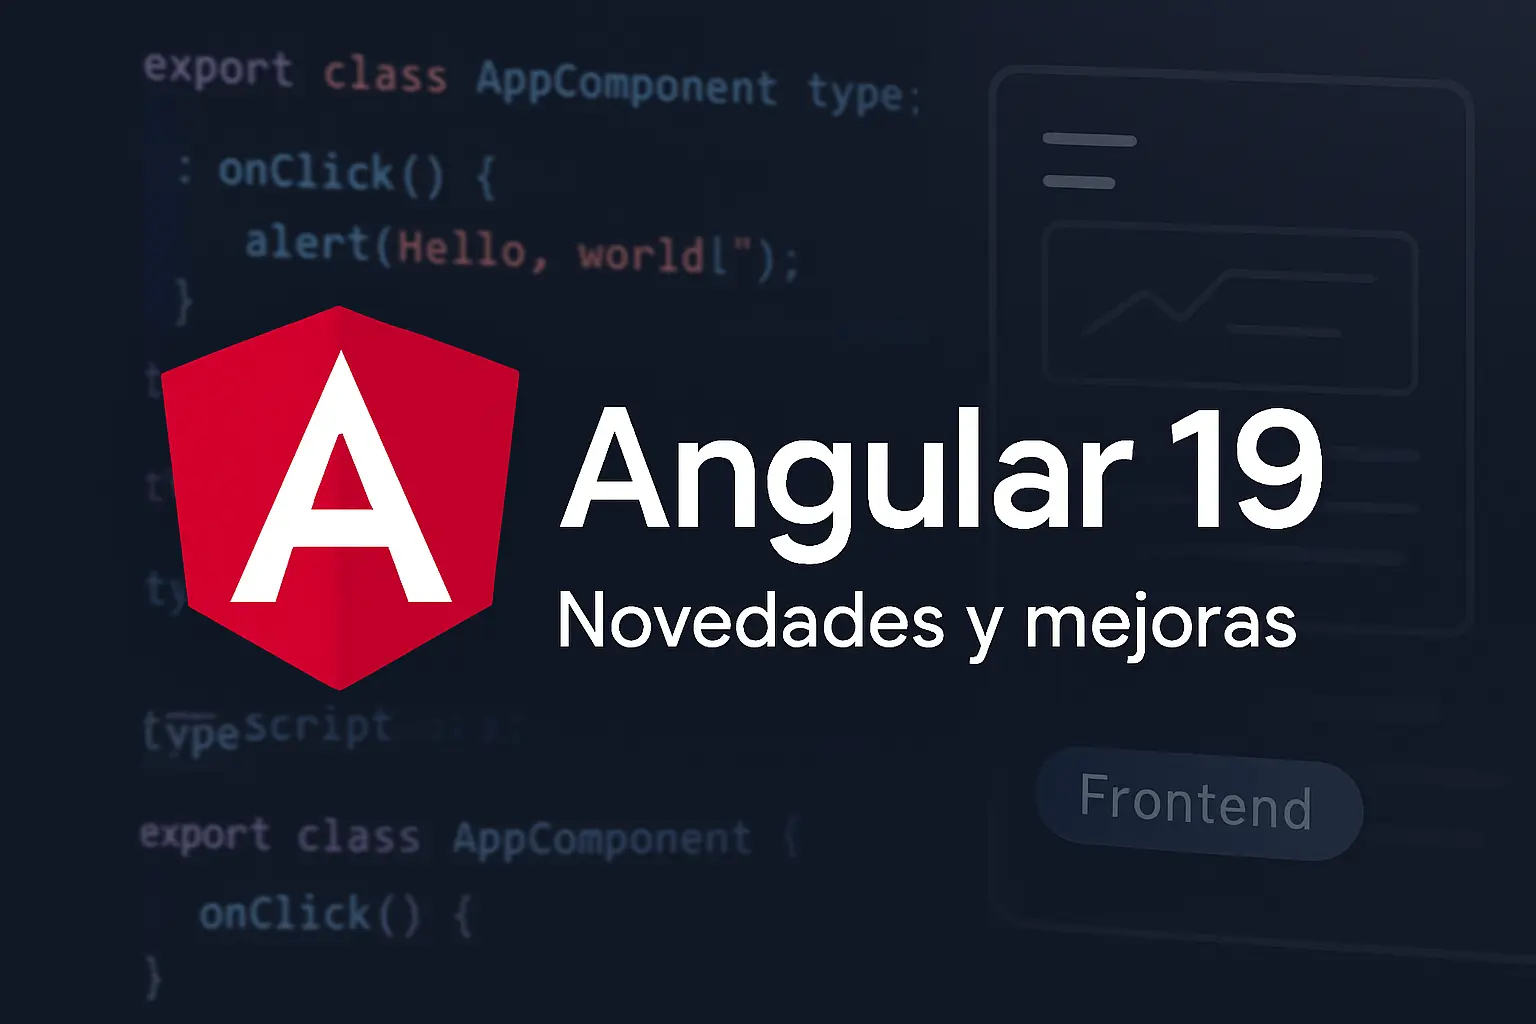 export class AppComponent type:
: onClick() {
alert(Hello, world[");
}
A
Angular 19
Novedades y mejoras
typescript
Frontend
export class AppComponent {
onClick() {
}